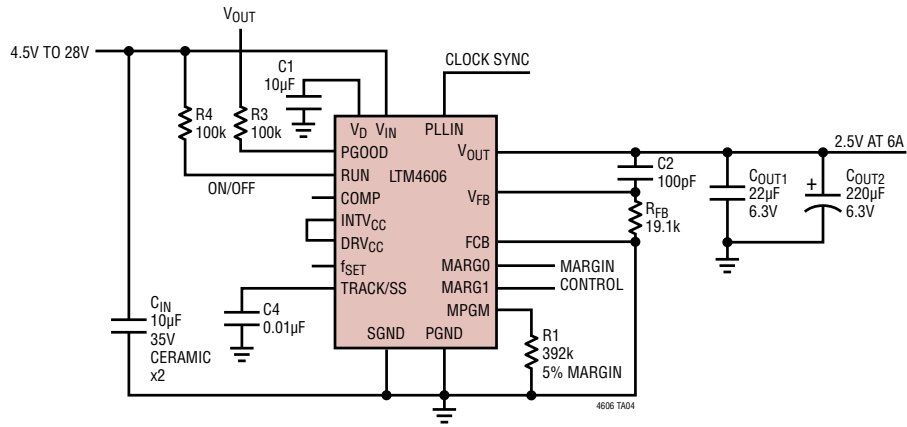 VOUT
4.5V TO 28V
CLOCK SYNC
C1
10µF
R4
100k
R3
100k
VD VIN PLLIN
PGOOD
VOUT
2.5V AT 6A
RUN
LTM4606
ON/OFF
COMP
VFB
INTVCC
DRVCC
FCB
fSET
MARG0
TRACK/SS
MARG1
MPGM
SGND PGND
MARGIN
CONTROL
C2
100pF
RFB
19.1k
COUT1
22µF
6.3V
+
COUT2
220µF
6.3V
CIN
10µF
35V
CERAMIC
x2
C4
0.01µF
R1
392k
5% MARGIN
4606 TA04